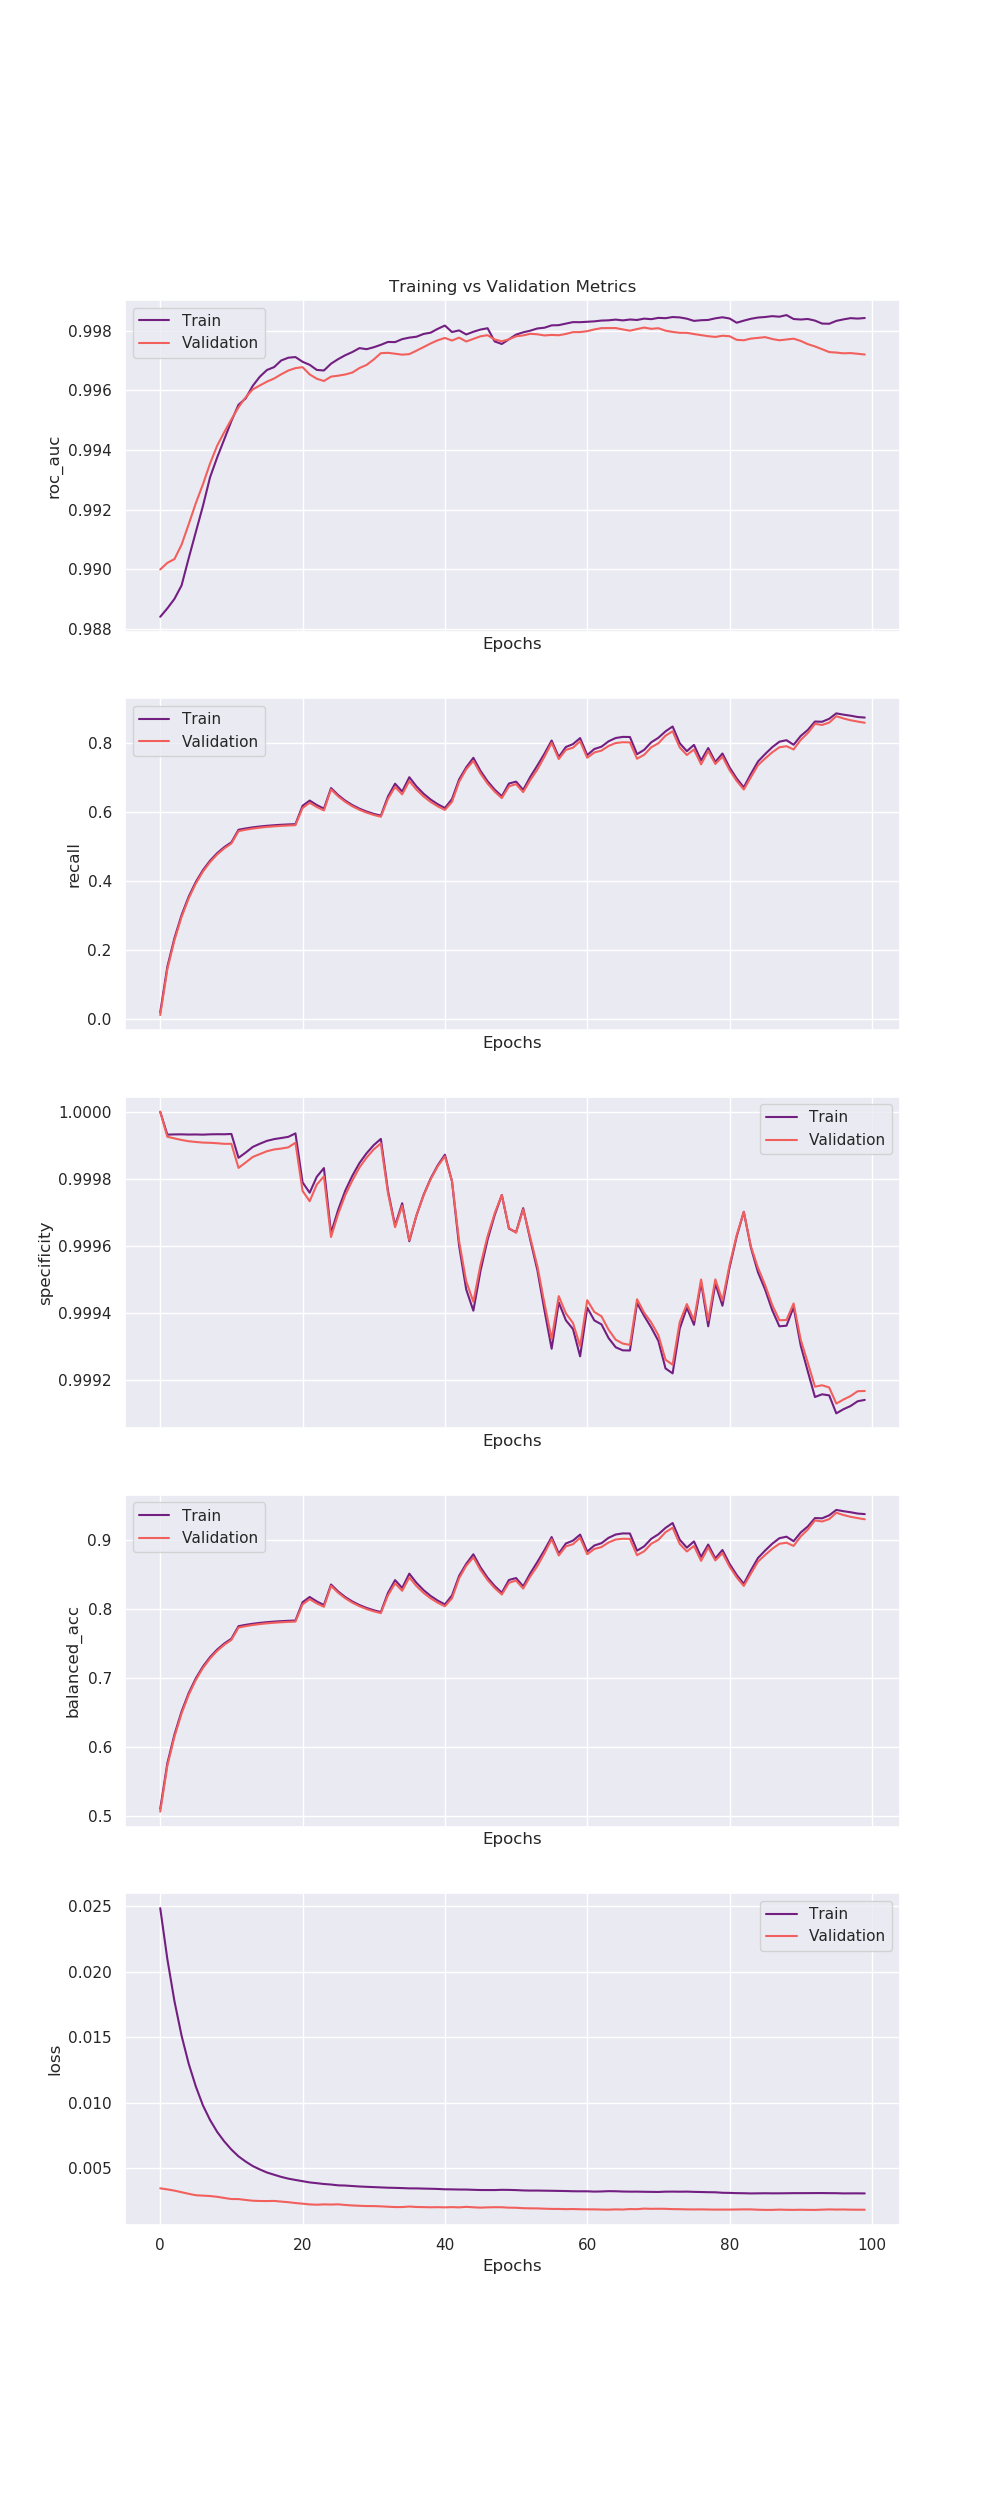 Training vs Validation Metrics
Train
Validation
0.998
0.996
0.994
0.992
0.990
0.988
roc_auc
Epochs
Train
Validation
0.8
0.6
0.4
0.2
0.0
recall
Epochs
Train
Validation
1.0000
0.9998
0.9996
0.9994
0.9992
specificity
Epochs
Train
Validation
0.9
0.8
0.7
0.6
0.5
balanced_acc
Epochs
Train
Validation
0.025
0.020
0.015
0.010
0.005
loss
0 20 40 60 80 100
Epochs